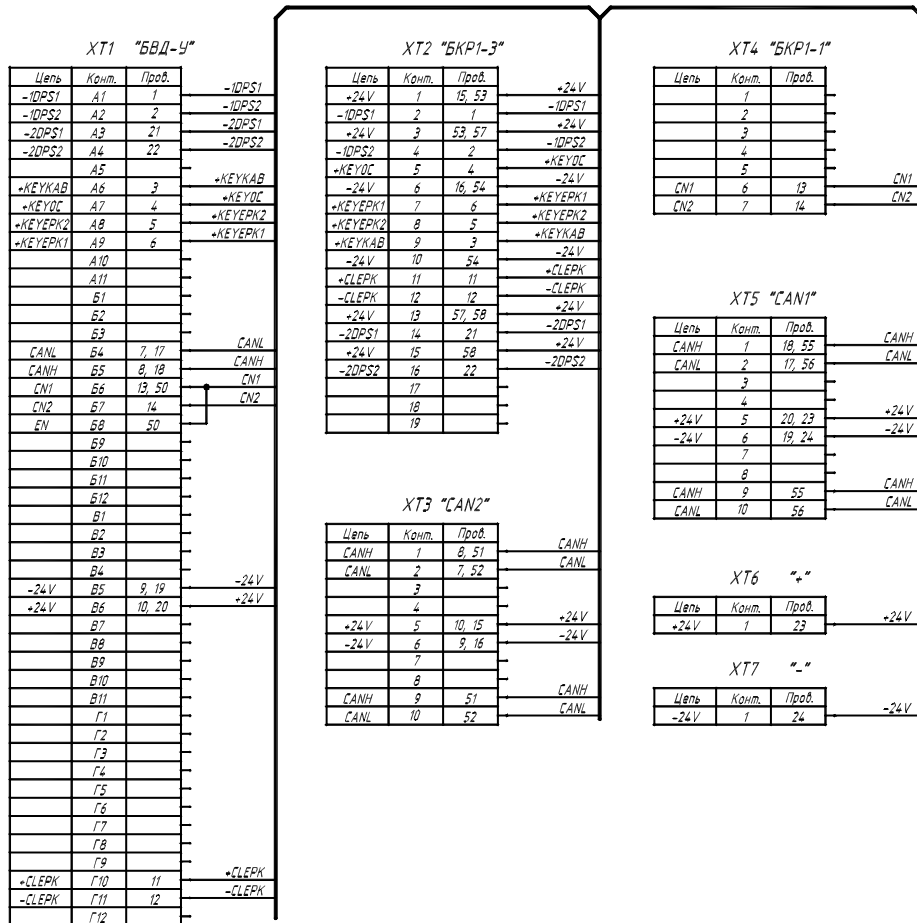 XT1 "БВД-У"
Цепь Конт. Пров.
-1DPS1 А1 1 -1DPS1
-1DPS2 А2 2 -1DPS2
-2DPS1 А3 21 -2DPS1
-2DPS2 А4 22 -2DPS2
А5
+KEYKAB А6 3 +KEYKAB
+KEYOC А7 4 +KEYOC
+KEYEPK2 А8 5 +KEYEPK2
+KEYEPK1 А9 6 +KEYEPK1
А10
А11
Б1
Б2
Б3
CANL Б4 7, 17 CANL
CANH Б5 8, 18 CANH
CN1 Б6 13, 50 CN1
CN2 Б7 14 CN2
EN Б8 50
Б9
Б10
Б11
Б12
В1
В2
В3
В4
-24V В5 9, 19 -24V
+24V В6 10, 20 +24V
В7
В8
В9
В10
В11
Г1
Г2
Г3
Г4
Г5
Г6
Г7
Г8
Г9
+CLEPK Г10 11 +CLEPK
-CLEPK Г11 12 -CLEPK
Г12
XT2 "БКР1-3"
Цепь Конт. Пров.
+24V 1 15, 53 +24V
-1DPS1 2 1 -1DPS1
+24V 3 53, 57 +24V
-1DPS2 4 2 -1DPS2
+KEYOC 5 4 +KEYOC
-24V 6 16, 54 -24V
+KEYEPK1 7 6 +KEYEPK1
+KEYEPK2 8 5 +KEYEPK2
+KEYKAB 9 3 +KEYKAB
-24V 10 54 -24V
+CLEPK 11 11 +CLEPK
-CLEPK 12 12 -CLEPK
+24V 13 57, 58 +24V
-2DPS1 14 21 -2DPS1
+24V 15 58 +24V
-2DPS2 16 22 -2DPS2
17
18
19
XT3 "CAN2"
Цепь Конт. Пров.
CANH 1 8, 51 CANH
CANL 2 7, 52 CANL
3
4
+24V 5 10, 15 +24V
-24V 6 9, 16 -24V
7
8
CANH 9 51 CANH
CANL 10 52 CANL
XT4 "БКР1-1"
Цепь Конт. Пров.
1
2
3
4
5
CN1 6 13 CN1
CN2 7 14 CN2
XT5 "CAN1"
Цепь Конт. Пров.
CANH 1 18, 55 CANH
CANL 2 17, 56 CANL
3
4
+24V 5 20, 23 +24V
-24V 6 19, 24 -24V
7
8
CANH 9 55 CANH
CANL 10 56 CANL
XT6 "+"
Цепь Конт. Пров.
+24V 1 23 +24V
XT7 "-"
Цепь Конт. Пров.
-24V 1 24 -24V